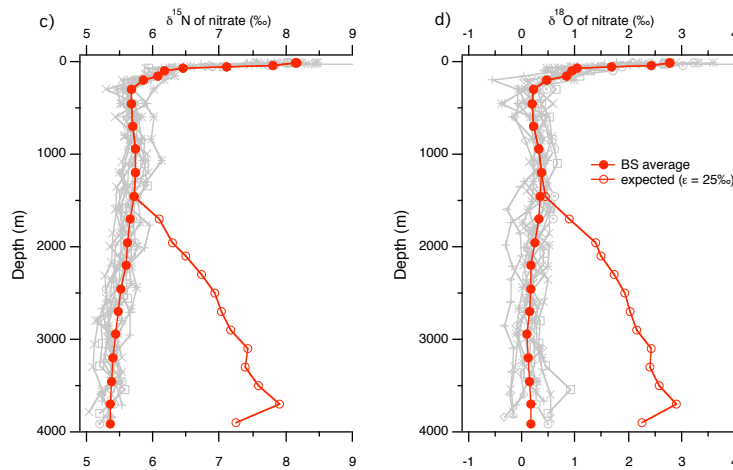 c)
δ15N of nitrate (‰)
5 6 7 8 9
0
1000
2000
3000
4000
Depth (m)
5 6 7 8 9
d)
δ18O of nitrate (‰)
-1 0 1 2 3 4
0
1000
2000
3000
4000
Depth (m)
BS average
expected (ε = 25‰)
-1 0 1 2 3 4